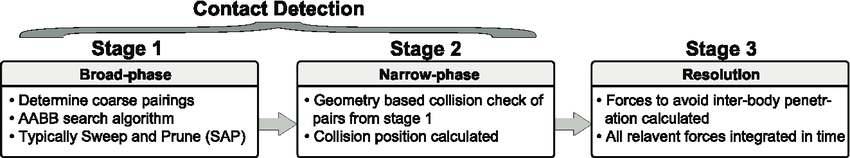 Contact Detection
Stage 1
Broad-phase
• Determine coarse pairings
• AABB search algorithm
• Typically Sweep and Prune (SAP)
Stage 2
Narrow-phase
• Geometry based collision check of
pairs from stage 1
• Collision position calculated
Stage 3
Resolution
• Forces to avoid inter-body penetr-
ation calculated
• All relavent forces integrated in time